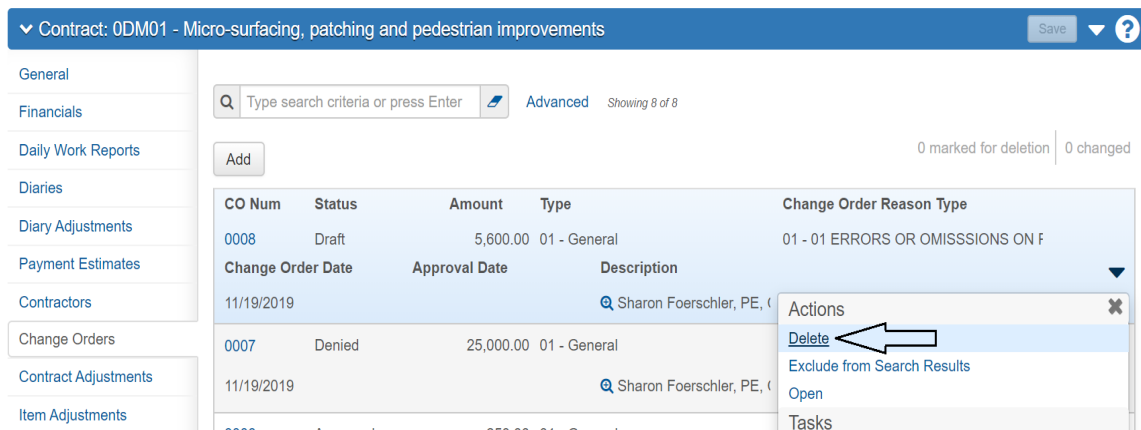 Contract: 0DM01 - Micro-surfacing, patching and pedestrian improvements Save ?
General
Financials
Daily Work Reports
Diaries
Diary Adjustments
Payment Estimates
Contractors
Change Orders
Contract Adjustments
Item Adjustments
Type search criteria or press Enter Advanced Showing 8 of 8
Add 0 marked for deletion 0 changed
CO Num Status Amount Type Change Order Reason Type
0008 Draft 5,600.00 01 - General 01 - 01 ERRORS OR OMISSSIONS ON
Change Order Date Approval Date Description
11/19/2019 Sharon Foerschler, PE,
0007 Denied 25,000.00 01 - General
11/19/2019 Sharon Foerschler, PE,
Actions
Delete
Exclude from Search Results
Open
Tasks